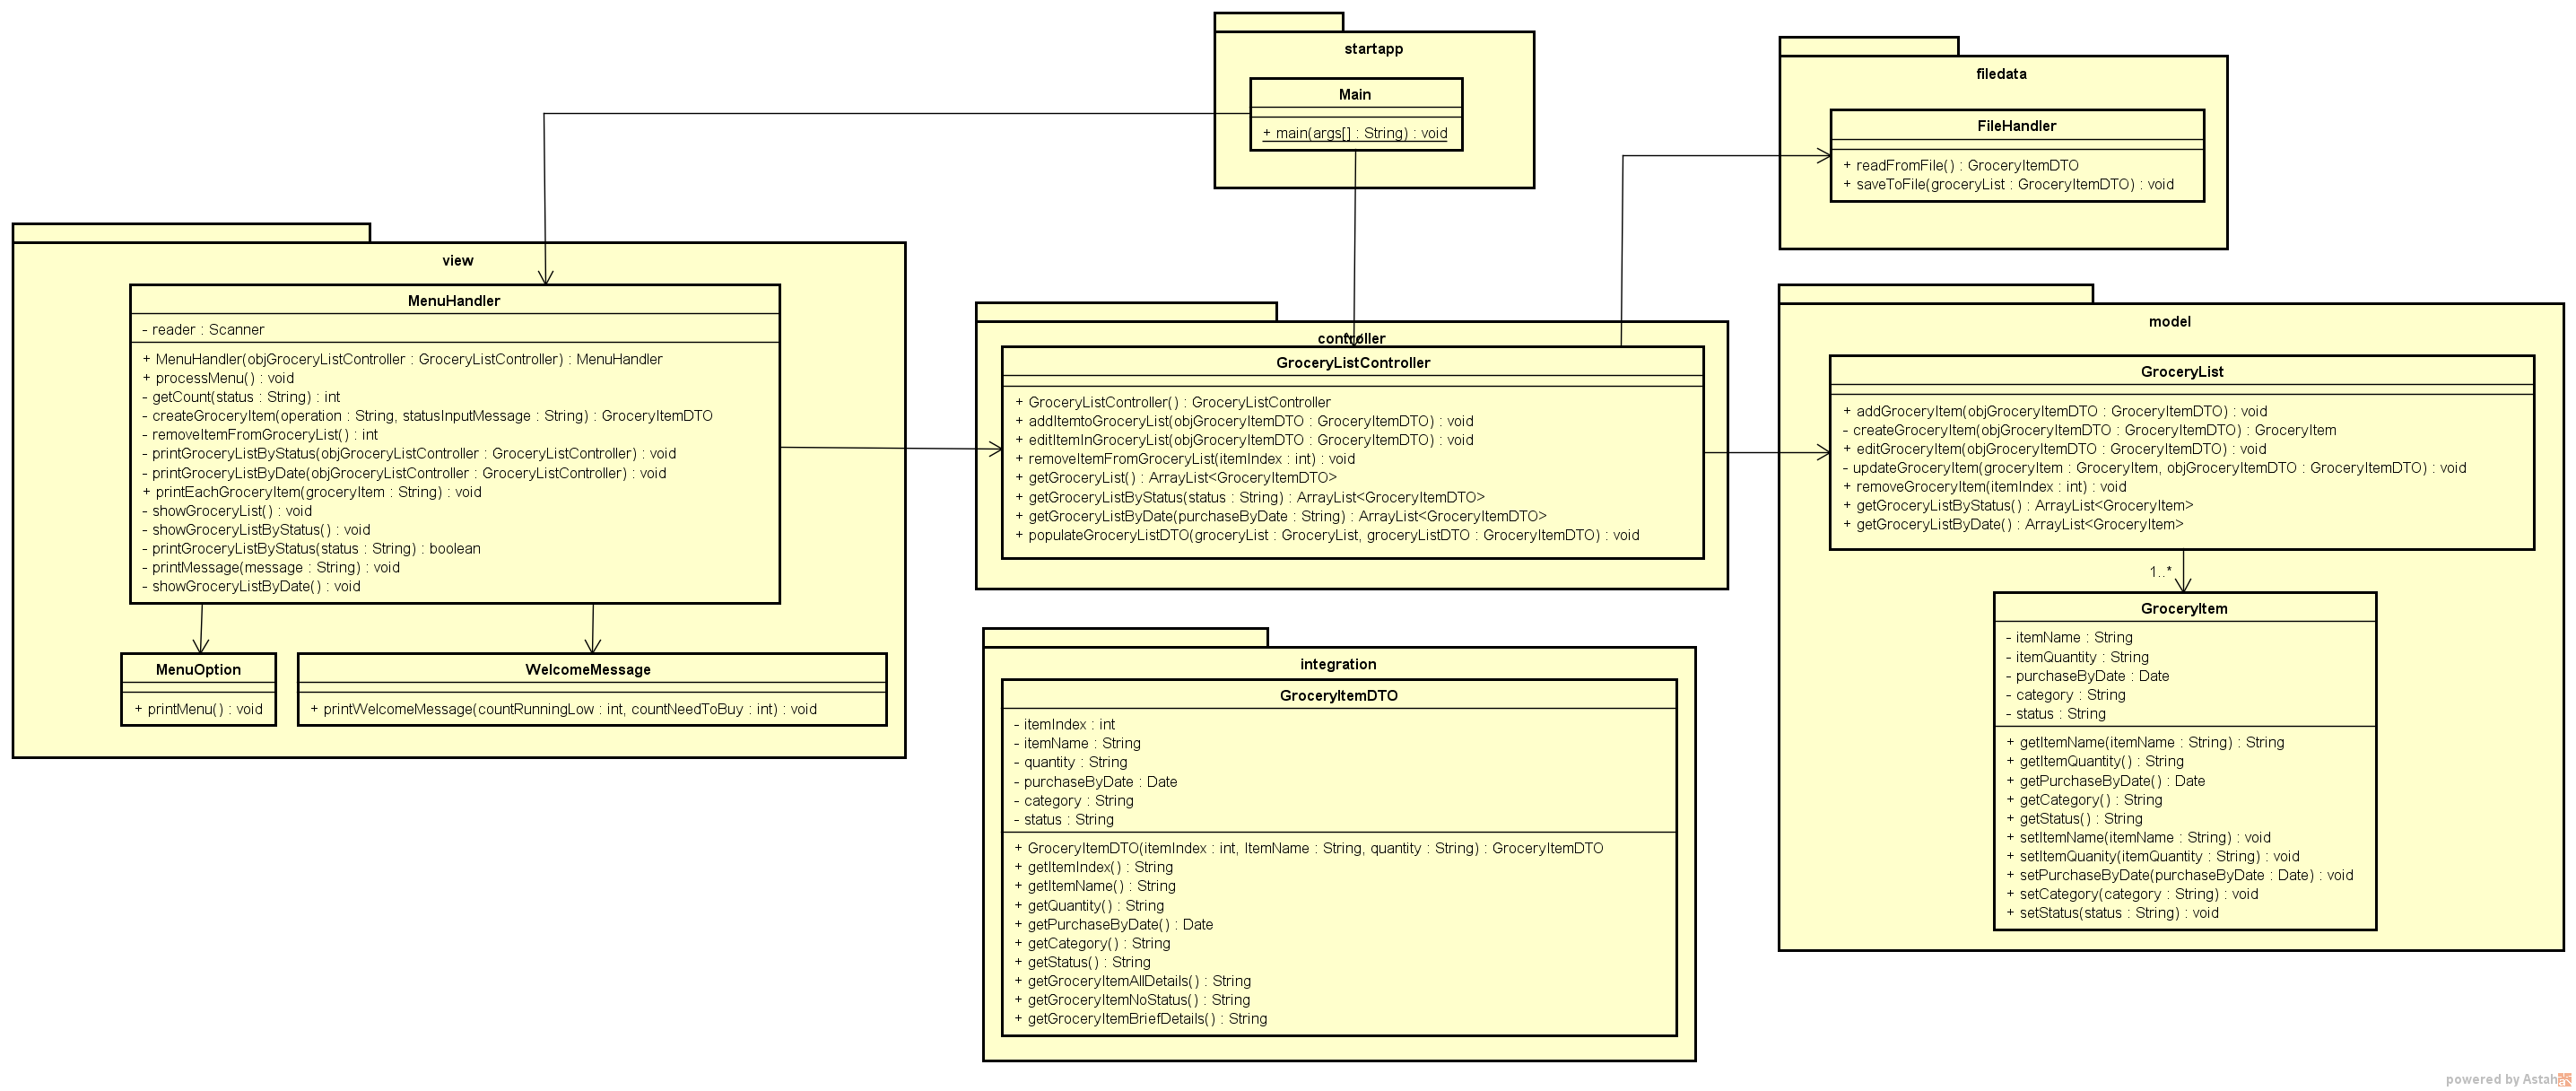 startapp
Main
+ main(args[] : String) : void
filedata
FileHandler
+ readFromFile() : GroceryItemDTO
+ saveToFile(groceryList : GroceryItemDTO) : void
view
MenuHandler
- reader : Scanner
+ MenuHandler(objGroceryListController : GroceryListController) : MenuHandler
+ processMenu() : void
- getCount(status : String) : int
- createGroceryItem(operation : String, statusInputMessage : String) : GroceryItemDTO
- removeItemFromGroceryList() : int
- printGroceryListByStatus(objGroceryListController : GroceryListController) : void
- printGroceryListByDate(objGroceryListController : GroceryListController) : void
+ printEachGroceryItem(groceryItem : String) : void
- showGroceryList() : void
- showGroceryListByStatus() : void
- printGroceryListByStatus(status : String) : boolean
- printMessage(message : String) : void
- showGroceryListByDate() : void
MenuOption
+ printMenu() : void
WelcomeMessage
+ printWelcomeMessage(countRunningLow : int, countNeedToBuy : int) : void
controller
GroceryListController
+ GroceryListController() : GroceryListController
+ addItemtoGroceryList(objGroceryItemDTO : GroceryItemDTO) : void
+ editItemInGroceryList(objGroceryItemDTO : GroceryItemDTO) : void
+ removeItemFromGroceryList(itemIndex : int) : void
+ getGroceryList() : ArrayList<GroceryItemDTO>
+ getGroceryListByStatus(status : String) : ArrayList<GroceryItemDTO>
+ getGroceryListByDate(purchaseByDate : String) : ArrayList<GroceryItemDTO>
+ populateGroceryListDTO(groceryList : GroceryList, groceryListDTO : GroceryItemDTO) : void
integration
GroceryItemDTO
- itemIndex : int
- itemName : String
- quantity : String
- purchaseByDate : Date
- category : String
- status : String
+ GroceryItemDTO(itemIndex : int, ItemName : String, quantity : String) : GroceryItemDTO
+ getItemIndex() : String
+ getItemName() : String
+ getQuantity() : String
+ getPurchaseByDate() : Date
+ getCategory() : String
+ getStatus() : String
+ getGroceryItemAllDetails() : String
+ getGroceryItemNoStatus() : String
+ getGroceryItemBriefDetails() : String
model
GroceryList
+ addGroceryItem(objGroceryItemDTO : GroceryItemDTO) : void
- createGroceryItem(objGroceryItemDTO : GroceryItemDTO) : GroceryItem
+ editGroceryItem(objGroceryItemDTO : GroceryItemDTO) : void
- updateGroceryItem(groceryItem : GroceryItem, objGroceryItemDTO : GroceryItemDTO) : void
+ removeGroceryItem(itemIndex : int) : void
+ getGroceryListByStatus() : ArrayList<GroceryItem>
+ getGroceryListByDate() : ArrayList<GroceryItem>
1..*
GroceryItem
- itemName : String
- itemQuantity : String
- purchaseByDate : Date
- category : String
- status : String
+ getItemName(itemName : String) : String
+ getItemQuantity() : String
+ getPurchaseByDate() : Date
+ getCategory() : String
+ getStatus() : String
+ setItemName(itemName : String) : void
+ setItemQuanity(itemQuantity : String) : void
+ setPurchaseByDate(purchaseByDate : Date) : void
+ setCategory(category : String) : void
+ setStatus(status : String) : void
powered by Astah